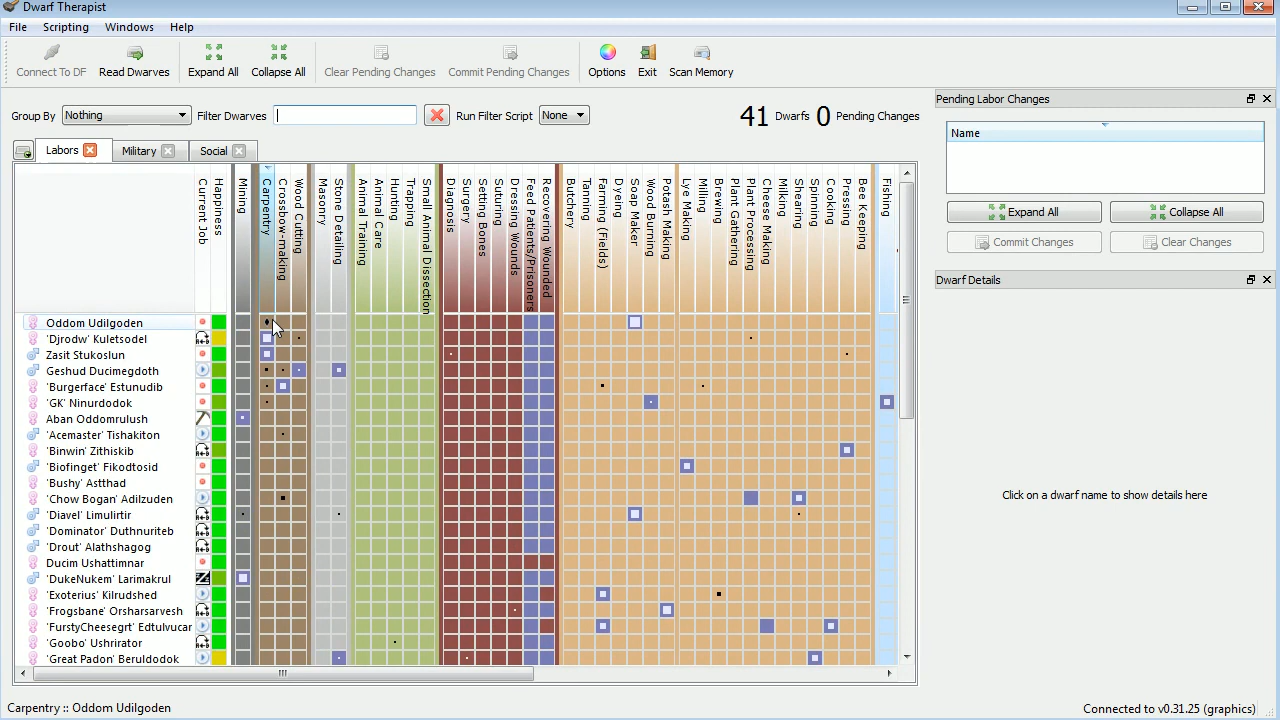 Dwarf Therapist
File Scripting Windows Help
Connect To DF Read Dwarves Expand All Collapse All Clear Pending Changes Commit Pending Changes Options Exit Scan Memory
Group By Nothing Filter Dwarves Run Filter Script None 41 Dwarfs 0 Pending Changes
Labors Military Social
Current Job
Happiness
Mining
Carpentry
Crossbow-making
Wood Cutting
Masonry
Stone Detailing
Animal Training
Animal Care
Hunting
Trapping
Small Animal Dissection
Diagnosis
Surgery
Setting Bones
Suturing
Dressing Wounds
Feed Patients/Prisoners
Recovering Wounded
Butchery
Tanning
Farming (Fields)
Dyeing
Soap Maker
Wood Burning
Potash Making
Lye Making
Milling
Brewing
Plant Gathering
Plant Processing
Cheese Making
Milking
Shearing
Spinning
Cooking
Pressing
Bee Keeping
Fishing
Oddom Udilgoden
'Djrodw' Kuletsodel
Zasit Stukoslun
Geshud Ducimegdoth
'Burgerface' Estunudib
'GK' Ninurdodok
Aban Oddomrulush
'Acemaster' Tishakiton
'Binwin' Zithiskib
'Biofinget' Fikodtosid
'Bushy' Astthad
'Chow Bogan' Adilzuden
'Diavel' Limulirtir
'Dominator' Duthnuriteb
'Drout' Alathshagog
Ducim Ushattimnar
'DukeNukem' Larimakrul
'Exoterius' Kilrudshed
'Frogsbane' Orsharsarvesh
'FurstyCheesegrt' Edtulvucar
'Goobo' Ushrirator
'Great Padon' Beruldodok
Pending Labor Changes
Name
Expand All Collapse All
Commit Changes Clear Changes
Dwarf Details
Click on a dwarf name to show details here
Carpentry :: Oddom Udilgoden
Connected to v0.31.25 (graphics)